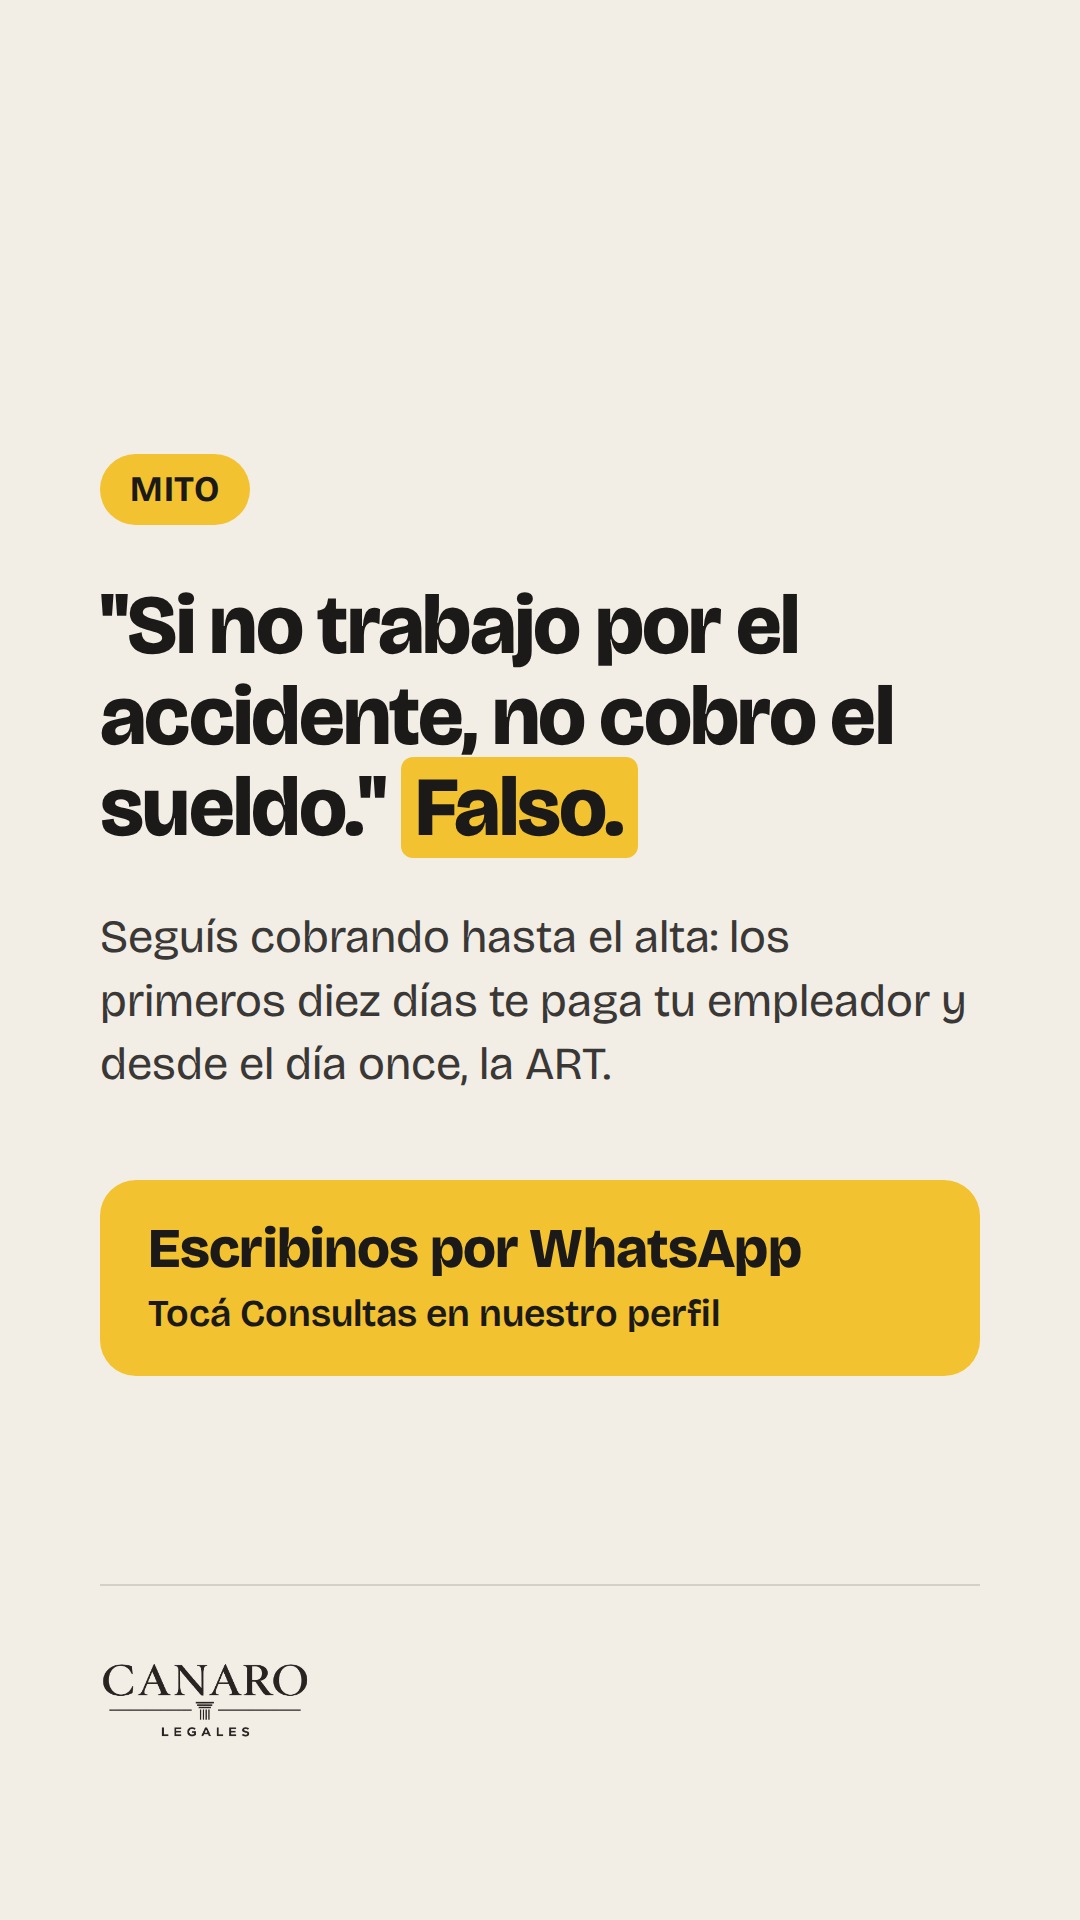 MITO
"Si no trabajo por el
accidente, no cobro el
sueldo." Falso.
Seguís cobrando hasta el alta: los
primeros diez días te paga tu empleador y
desde el día once, la ART.
Escribinos por WhatsApp
Tocá Consultas en nuestro perfil
CANARO
LEGALES